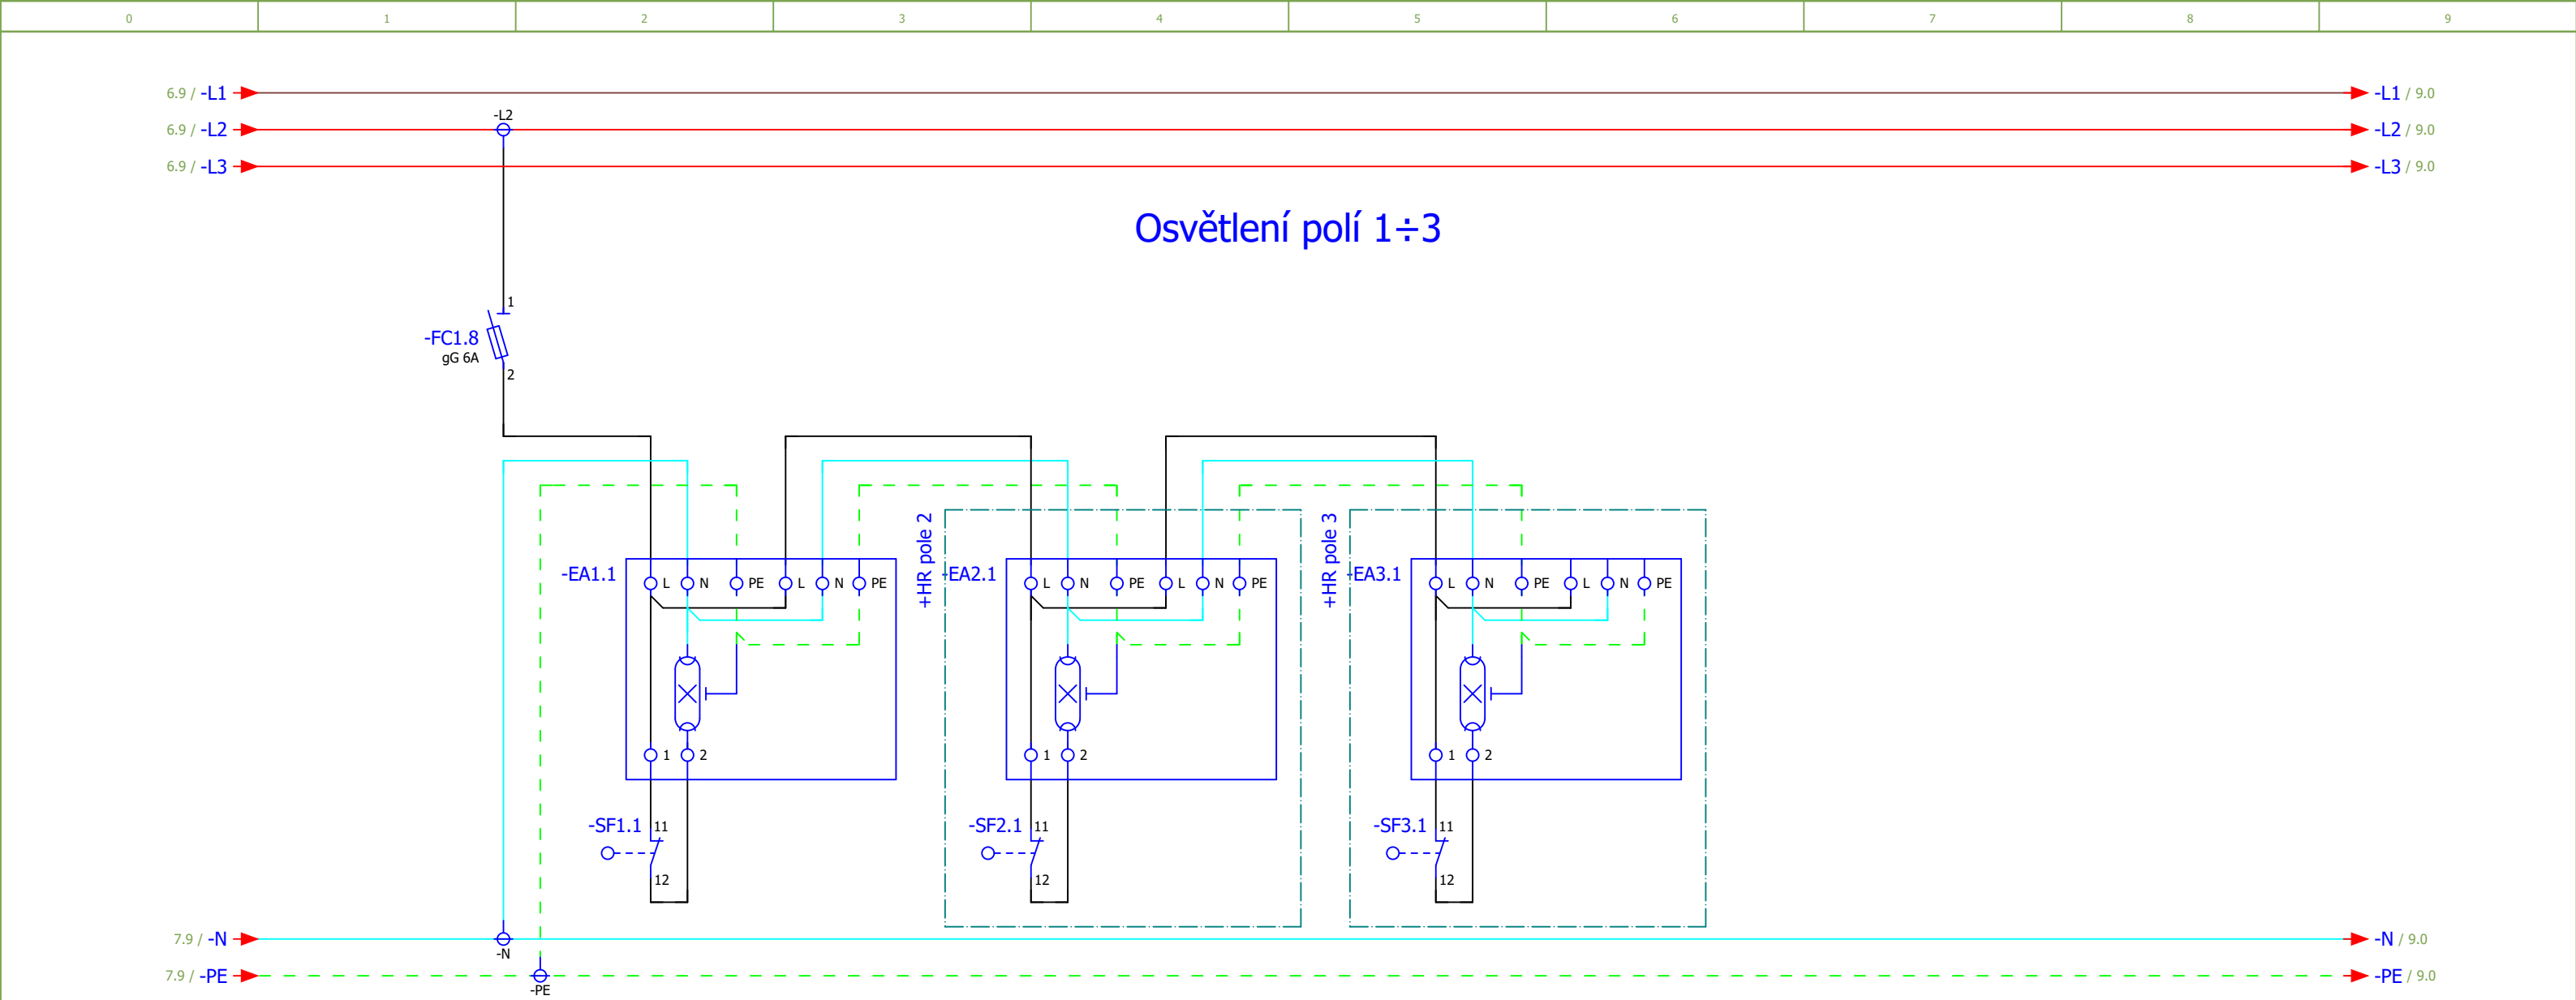 0 1 2 3 4 5 6 7 8 9
6.9 / -L1 -L1 / 9.0
-L2
6.9 / -L2 -L2 / 9.0
6.9 / -L3 -L3 / 9.0
Osvětlení polí 1÷3
1
-FC1.8
gG 6A
2
+HR pole 2
+HR pole 3
-EA1.1 L N PE L N PE
-EA2.1 L N PE L N PE
-EA3.1 L N PE L N PE
1 2
1 2
1 2
-SF1.1 11
12
-SF2.1 11
12
-SF3.1 11
12
7.9 / -N -N / 9.0
-N
7.9 / -PE -PE / 9.0
-PE